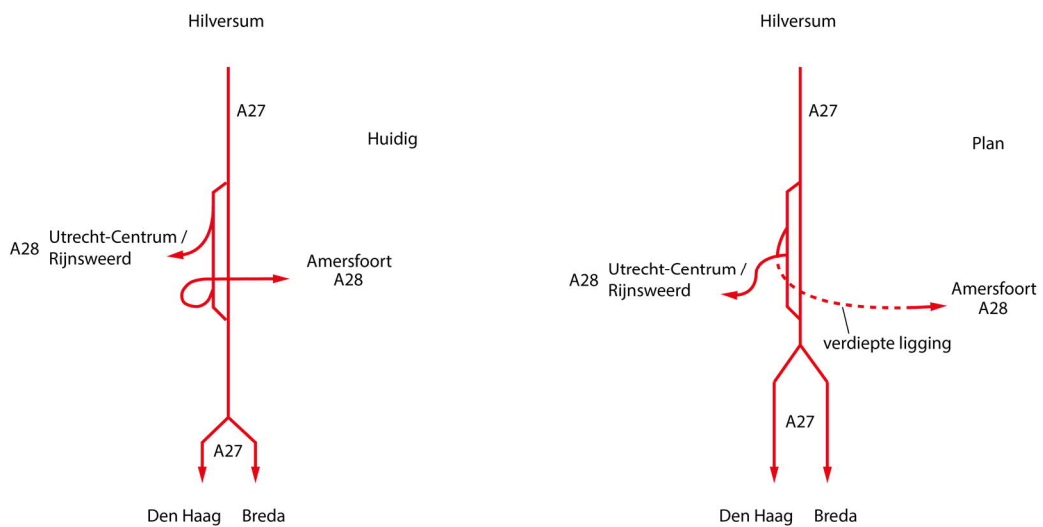 Hilversum
A27
Huidig
A28
Utrecht-Centrum /
Rijnsweerd
Amersfoort
A28
A27
Den Haag
Breda
Hilversum
A27
Plan
A28
Utrecht-Centrum /
Rijnsweerd
Amersfoort
A28
verdiepte ligging
A27
Den Haag
Breda